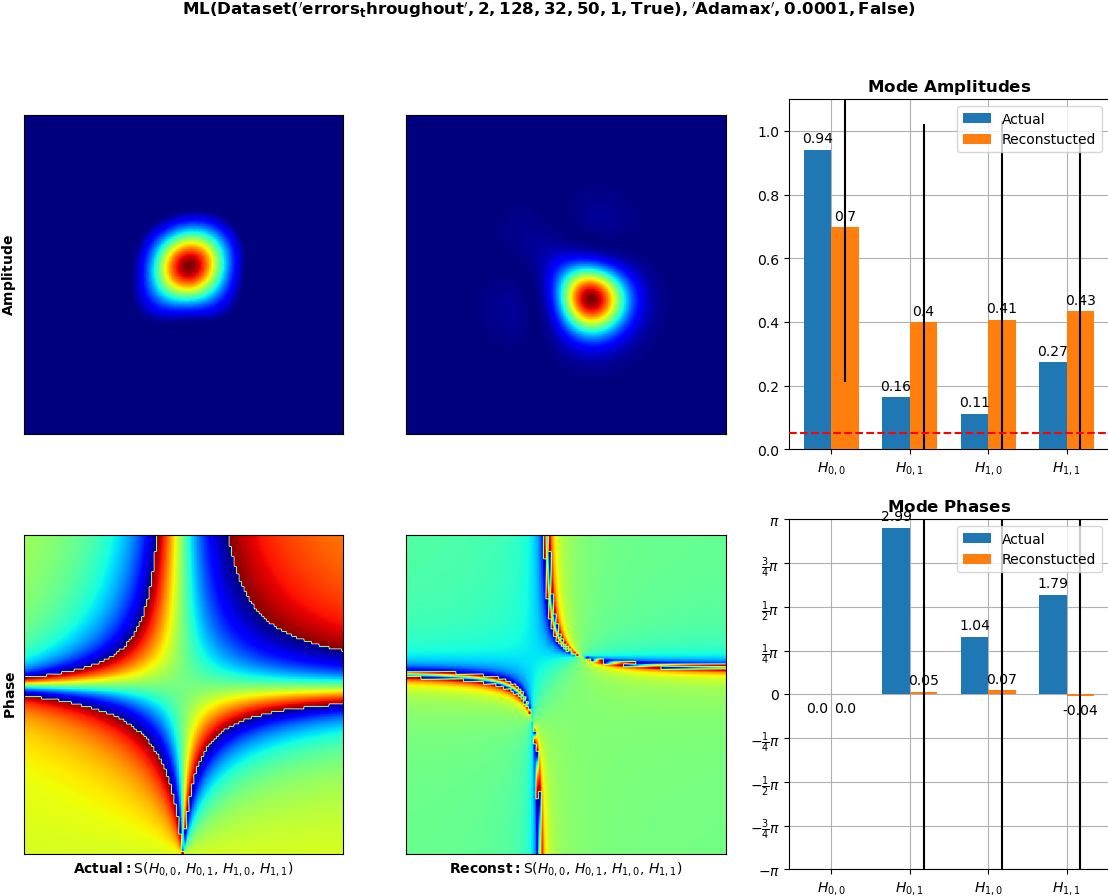 ML(Dataset('errors_throughout', 2, 128, 32, 50, 1, True), 'Adamax', 0.0001, False)
Amplitude
Mode Amplitudes
Actual
Reconstucted
1.0
0.8
0.6
0.4
0.2
0.0
0.94
0.7
0.16
0.4
0.11
0.41
0.27
0.43
H0,0
H0,1
H1,0
H1,1
Phase
Actual: S(H0,0, H0,1, H1,0, H1,1)
Reconst: S(H0,0, H0,1, H1,0, H1,1)
Mode Phases
Actual
Reconstucted
π
3/4π
1/2π
1/4π
0
−1/4π
−1/2π
−3/4π
−π
0.0
0.0
2.99
0.05
1.04
0.07
1.79
-0.04
H0,0
H0,1
H1,0
H1,1